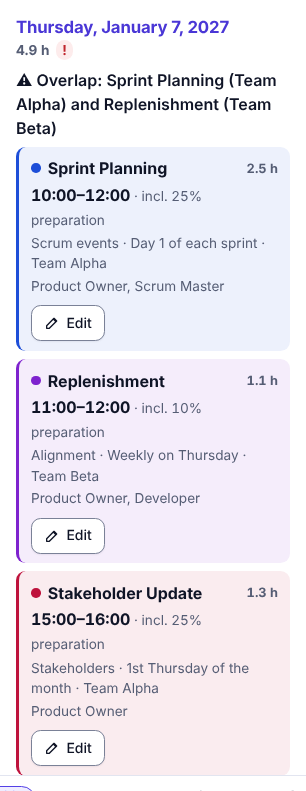 Thursday, January 7, 2027
4.9 h !
⚠ Overlap: Sprint Planning (Team
Alpha) and Replenishment (Team
Beta)
Sprint Planning 2.5 h
10:00–12:00 · incl. 25%
preparation
Scrum events · Day 1 of each sprint ·
Team Alpha
Product Owner, Scrum Master
Edit
Replenishment 1.1 h
11:00–12:00 · incl. 10%
preparation
Alignment · Weekly on Thursday ·
Team Beta
Product Owner, Developer
Edit
Stakeholder Update 1.3 h
15:00–16:00 · incl. 25%
preparation
Stakeholders · 1st Thursday of the
month · Team Alpha
Product Owner
Edit